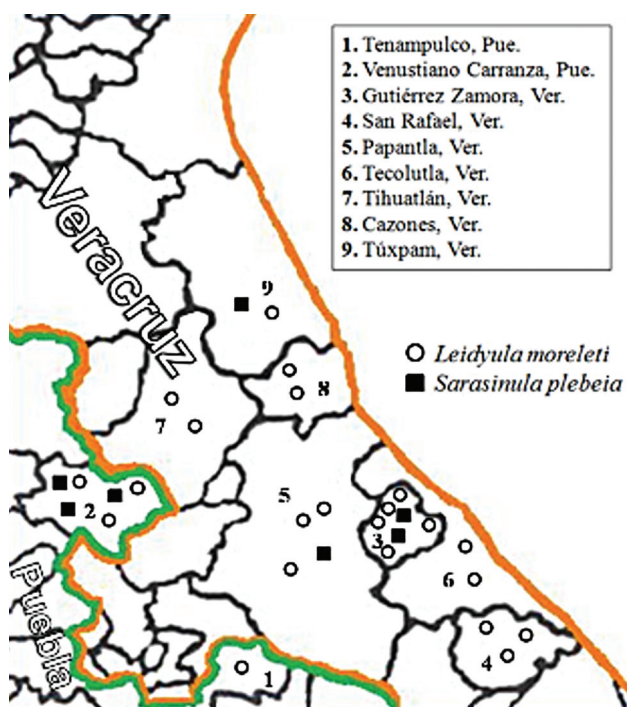 1. Tenampulco, Pue.
2. Venustiano Carranza, Pue.
3. Gutiérrez Zamora, Ver.
4. San Rafael, Ver.
5. Papantla, Ver.
6. Tecolutla, Ver.
7. Tihuatlán, Ver.
8. Cazones, Ver.
9. Túxpam, Ver.
Veracruz
9
Leidyula moreleti
Sarasinula plebeia
8
7
5
2
3
6
Puebla
4
1